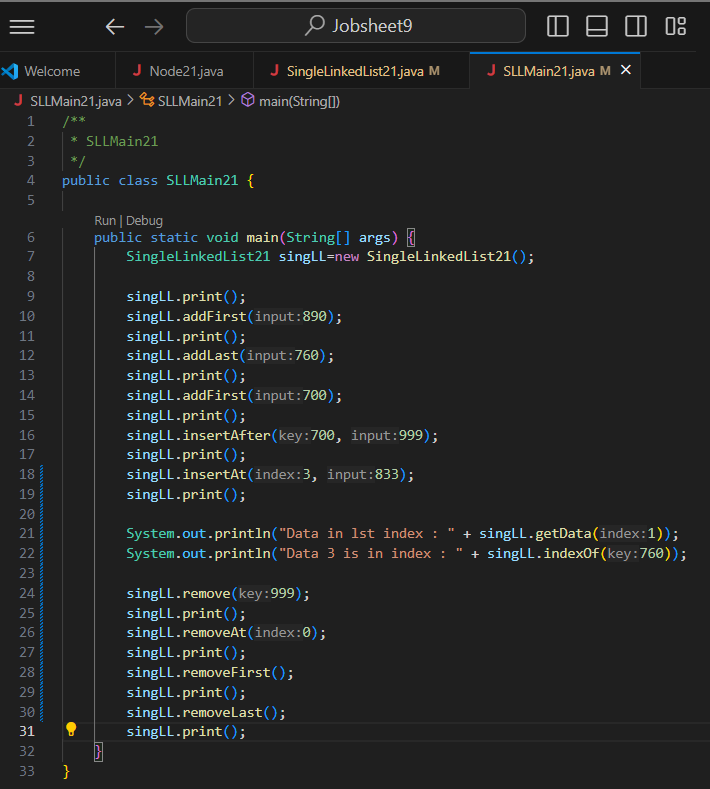 Jobsheet9
Welcome J Node21.java J SingleLinkedList21.java M J SLLMain21.java M ×
J SLLMain21.java > SLLMain21 > main(String[])
1 /**
2 * SLLMain21
3 */
4 public class SLLMain21 {
5
Run | Debug
6 public static void main(String[] args) {
7 SingleLinkedList21 singLL=new SingleLinkedList21();
8
9 singLL.print();
10 singLL.addFirst(input:890);
11 singLL.print();
12 singLL.addLast(input:760);
13 singLL.print();
14 singLL.addFirst(input:700);
15 singLL.print();
16 singLL.insertAfter(key:700, input:999);
17 singLL.print();
18 singLL.insertAt(index:3, input:833);
19 singLL.print();
20
21 System.out.println("Data in lst index : " + singLL.getData(index:1));
22 System.out.println("Data 3 is in index : " + singLL.indexOf(key:760));
23
24 singLL.remove(key:999);
25 singLL.print();
26 singLL.removeAt(index:0);
27 singLL.print();
28 singLL.removeFirst();
29 singLL.print();
30 singLL.removeLast();
31 singLL.print();
32 }
33 }